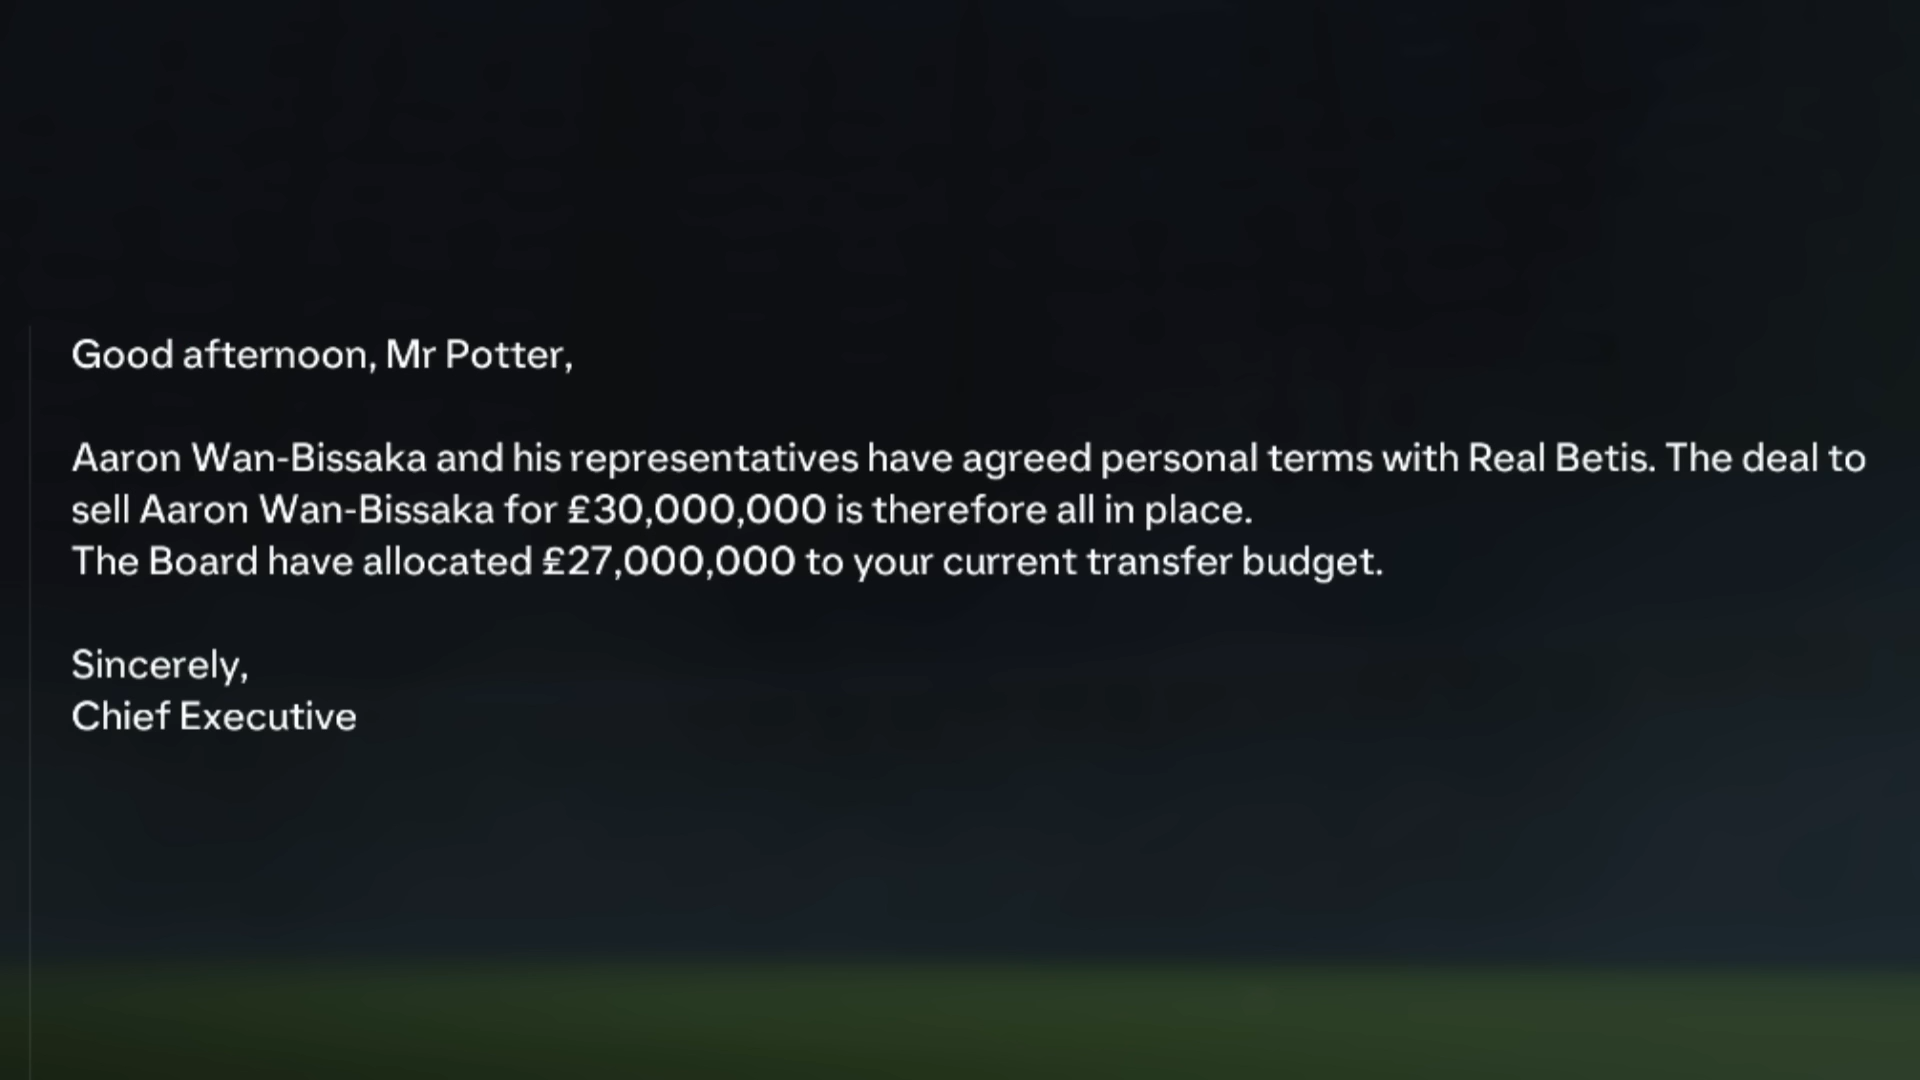 Good afternoon, Mr Potter,
Aaron Wan-Bissaka and his representatives have agreed personal terms with Real Betis. The deal to
sell Aaron Wan-Bissaka for £30,000,000 is therefore all in place.
The Board have allocated £27,000,000 to your current transfer budget.
Sincerely,
Chief Executive